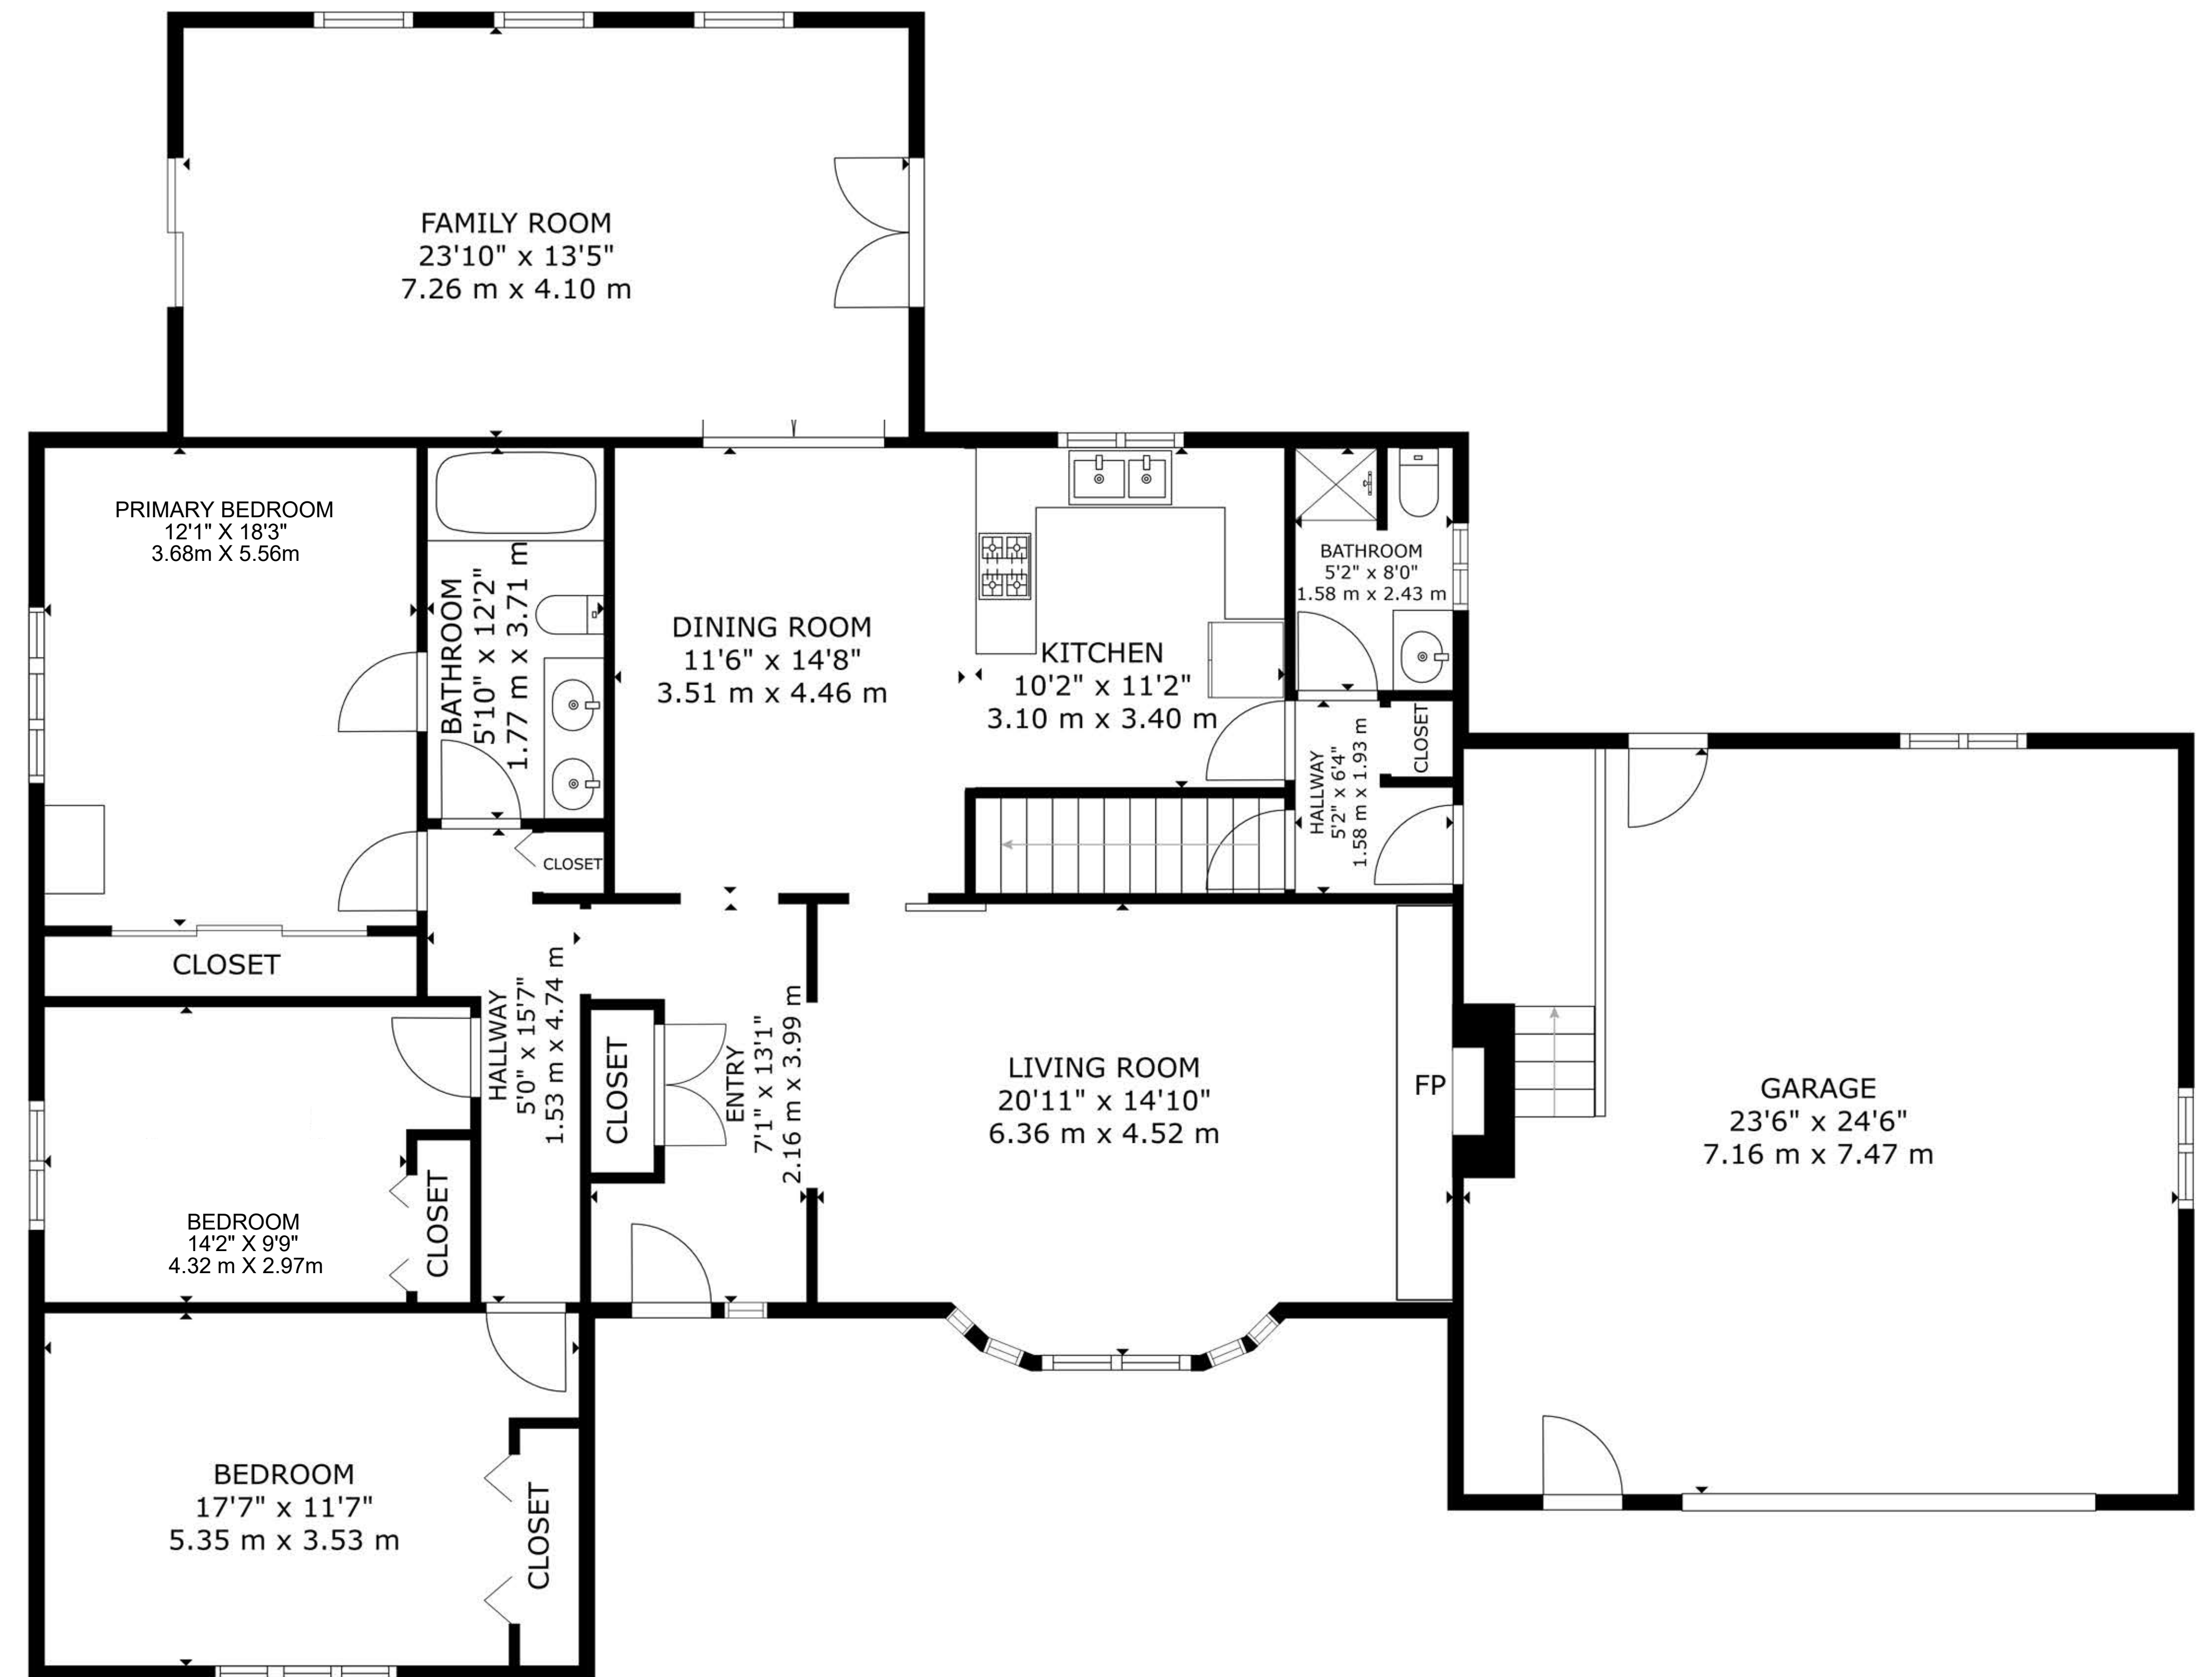 FAMILY ROOM
23'10" x 13'5"
7.26 m x 4.10 m
PRIMARY BEDROOM
12'1" X 18'3"
3.68m X 5.56m
BATHROOM
5'10" x 12'2"
1.77 m x 3.71 m
DINING ROOM
11'6" x 14'8"
3.51 m x 4.46 m
KITCHEN
10'2" x 11'2"
3.10 m x 3.40 m
BATHROOM
5'2" x 8'0"
1.58 m x 2.43 m
HALLWAY
5'2" x 6'4"
1.58 m x 1.93 m
CLOSET
CLOSET
CLOSET
HALLWAY
5'0" x 15'7"
1.53 m x 4.74 m
CLOSET
ENTRY
7'1" x 13'1"
2.16 m x 3.99 m
LIVING ROOM
20'11" x 14'10"
6.36 m x 4.52 m
FP
GARAGE
23'6" x 24'6"
7.16 m x 7.47 m
BEDROOM
14'2" X 9'9"
4.32 m X 2.97m
CLOSET
BEDROOM
17'7" x 11'7"
5.35 m x 3.53 m
CLOSET